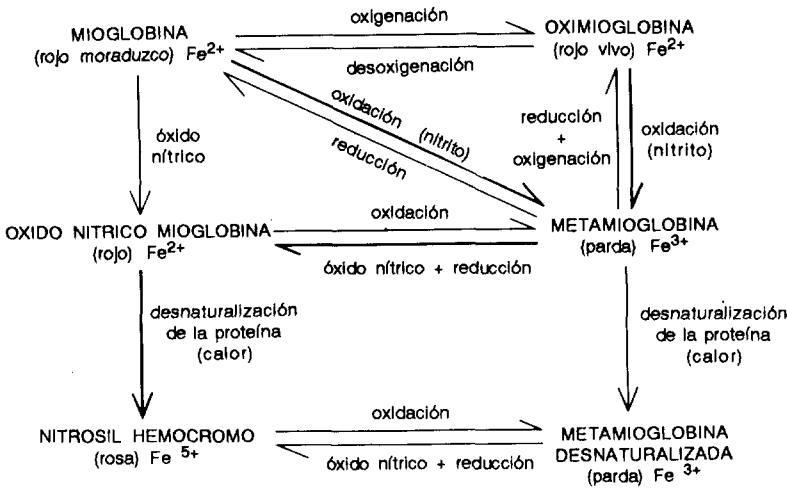 oxigenación
MIOGLOBINA
(rojo moraduzco) Fe2+
OXIMIOGLOBINA
(rojo vivo) Fe2+
desoxigenación
óxido
nítrico
oxidación (nitrito)
reducción
reducción
+
oxigenación
oxidación
(nitrito)
OXIDO NITRICO MIOGLOBINA
(rojo) Fe2+
oxidación
METAMIOGLOBINA
(parda) Fe3+
óxido nítrico + reducción
desnaturalización
de la proteína
(calor)
desnaturalización
de la proteína
(calor)
NITROSIL HEMOCROMO
(rosa) Fe 5+
oxidación
METAMIOGLOBINA
DESNATURALIZADA
(parda) Fe 3+
óxido nítrico + reducción